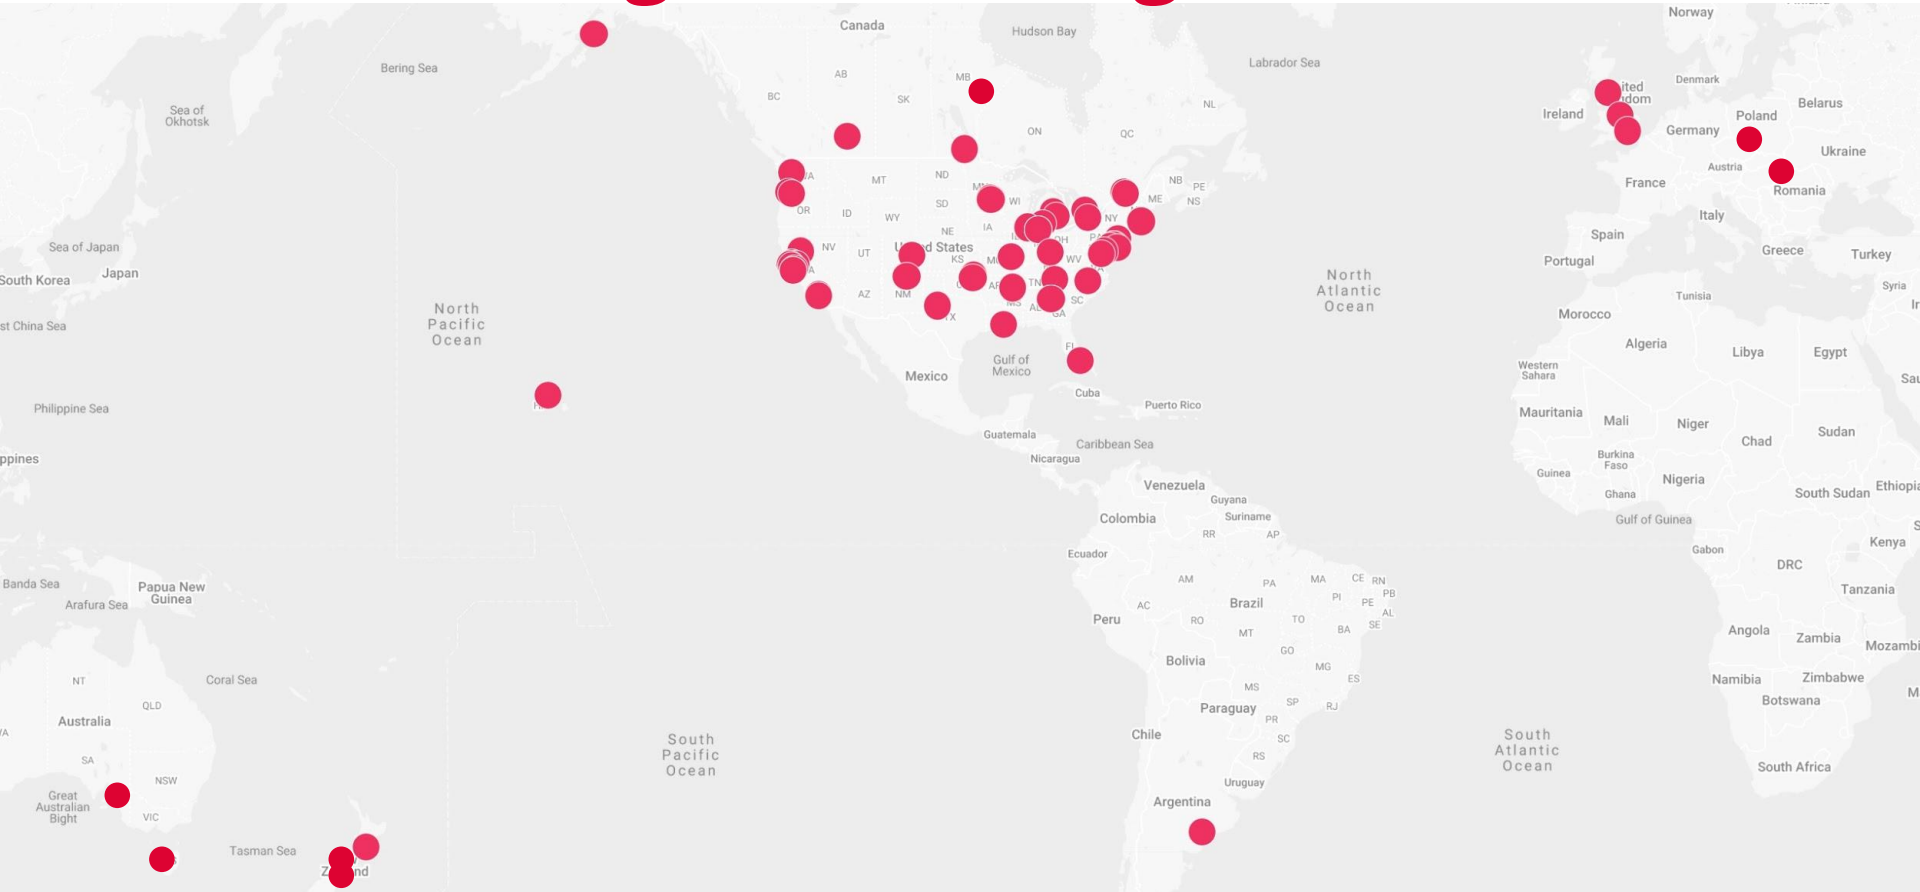 Norway
Canada
Hudson Bay
Labrador Sea
Bering Sea
AB
MB
Denmark
BC
SK
NL
Belarus
Sea of
Okhotsk
Ireland
Poland
ON
QC
Germany
Ukraine
Austria
ND
MT
NB
PE
ME
NS
France
Romania
WI
SD
ID
OR
WY
NY
Italy
IA
NE
Spain
Sea of Japan
NV
UT
KS
WV
Greece
Turkey
Portugal
Japan
South Korea
North
Pacific
Ocean
North
Atlantic
Ocean
AZ
NM
SC
GA
Syria
Tunisia
Morocco
st China Sea
Algeria
Libya
Egypt
Gulf of
Mexico
Mexico
Western
Sahara
Cuba
Puerto Rico
Philippine Sea
Mauritania
Mali
Niger
Chad
Sudan
Guatemala
Caribbean Sea
Nicaragua
ppines
Burkina
Faso
Guinea
Nigeria
Ghana
South Sudan
Ethiopia
Venezuela
Guyana
Suriname
Colombia
RR
AP
Gulf of Guinea
Ecuador
Gabon
Kenya
DRC
Tanzania
Banda Sea
Papua New
Guinea
Arafura Sea
AM
PA
MA
CE
RN
PB
PI
PE
AL
SE
AC
Brazil
Peru
RO
TO
BA
MT
Angola
Zambia
Mozambi
GO
Bolivia
MG
ES
MS
Namibia
Zimbabwe
Botswana
NT
Coral Sea
QLD
Australia
SP
RJ
Paraguay
PR
SC
Chile
RS
South
Pacific
Ocean
South
Atlantic
Ocean
South Africa
SA
NSW
Uruguay
Great
Australian
Bight
Argentina
VIC
Tasman Sea